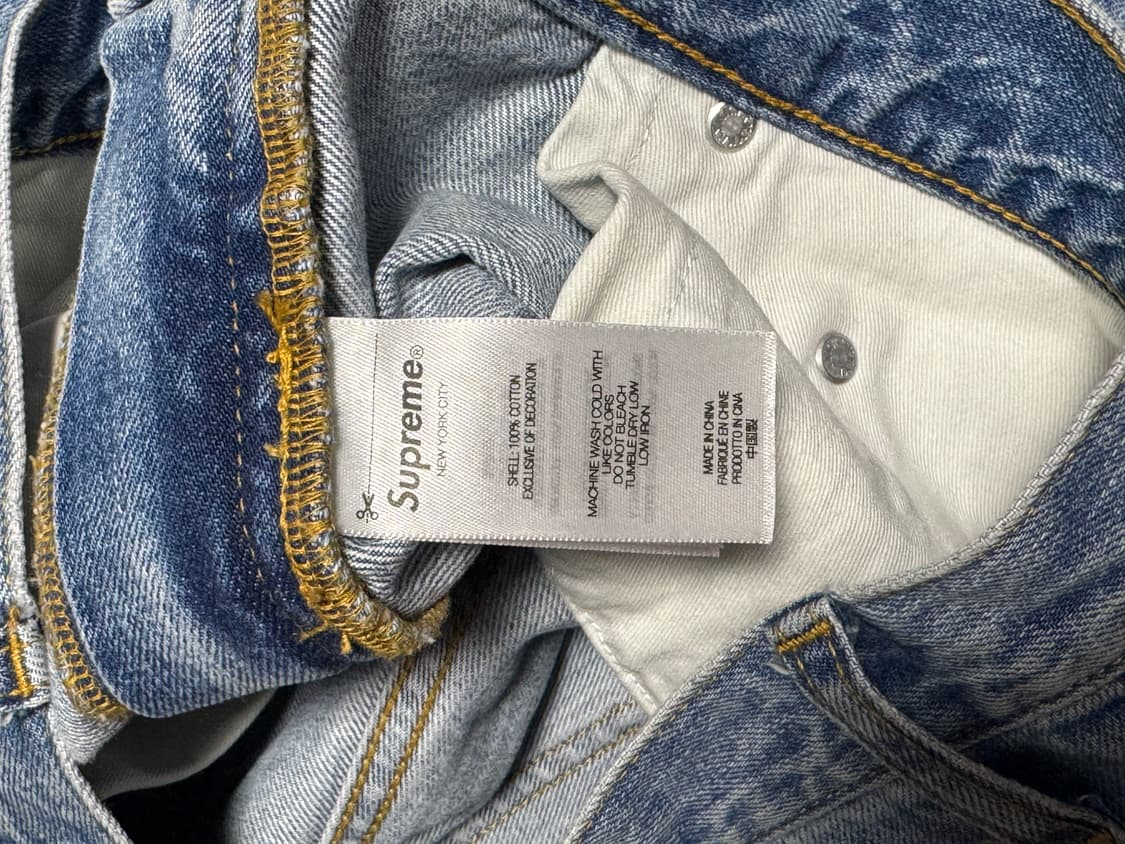 Supreme®
NEW YORK CITY
SHELL: 100% COTTON
EXCLUSIVE OF DECORATION
MACHINE WASH COLD WITH
LIKE COLORS
DO NOT BLEACH
TUMBLE DRY LOW
LOW IRON
MADE IN CHINA
FABRIQUÉ EN CHINE
PRODOTTO IN CINA
中国製